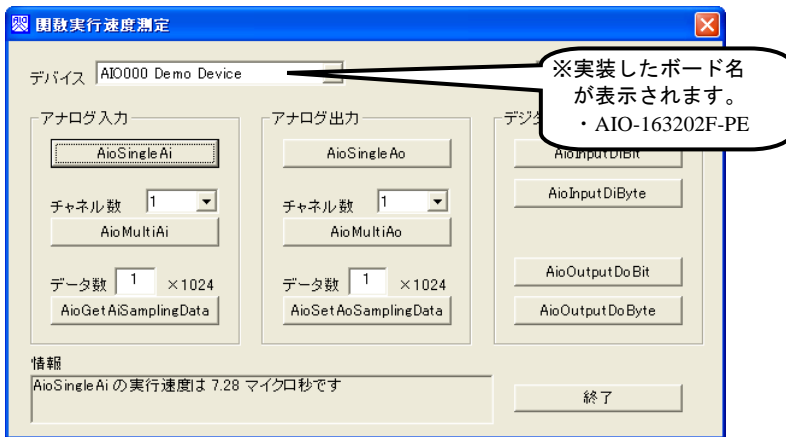 関数実行速度測定
デバイス AIO000 Demo Device
※実装したボード名
が表示されます。
・AIO-163202F-PE
アナログ入力
AioSingleAi
チャネル数 1
AioMultiAi
データ数 1 ×1024
AioGetAiSamplingData
アナログ出力
AioSingleAo
チャネル数 1
AioMultiAo
データ数 1 ×1024
AioSetAoSamplingData
AioInputDiBit
AioInputDiByte
AioOutputDoBit
AioOutputDoByte
情報
AioSingleAi の実行速度は 7.28 マイクロ秒です
終了